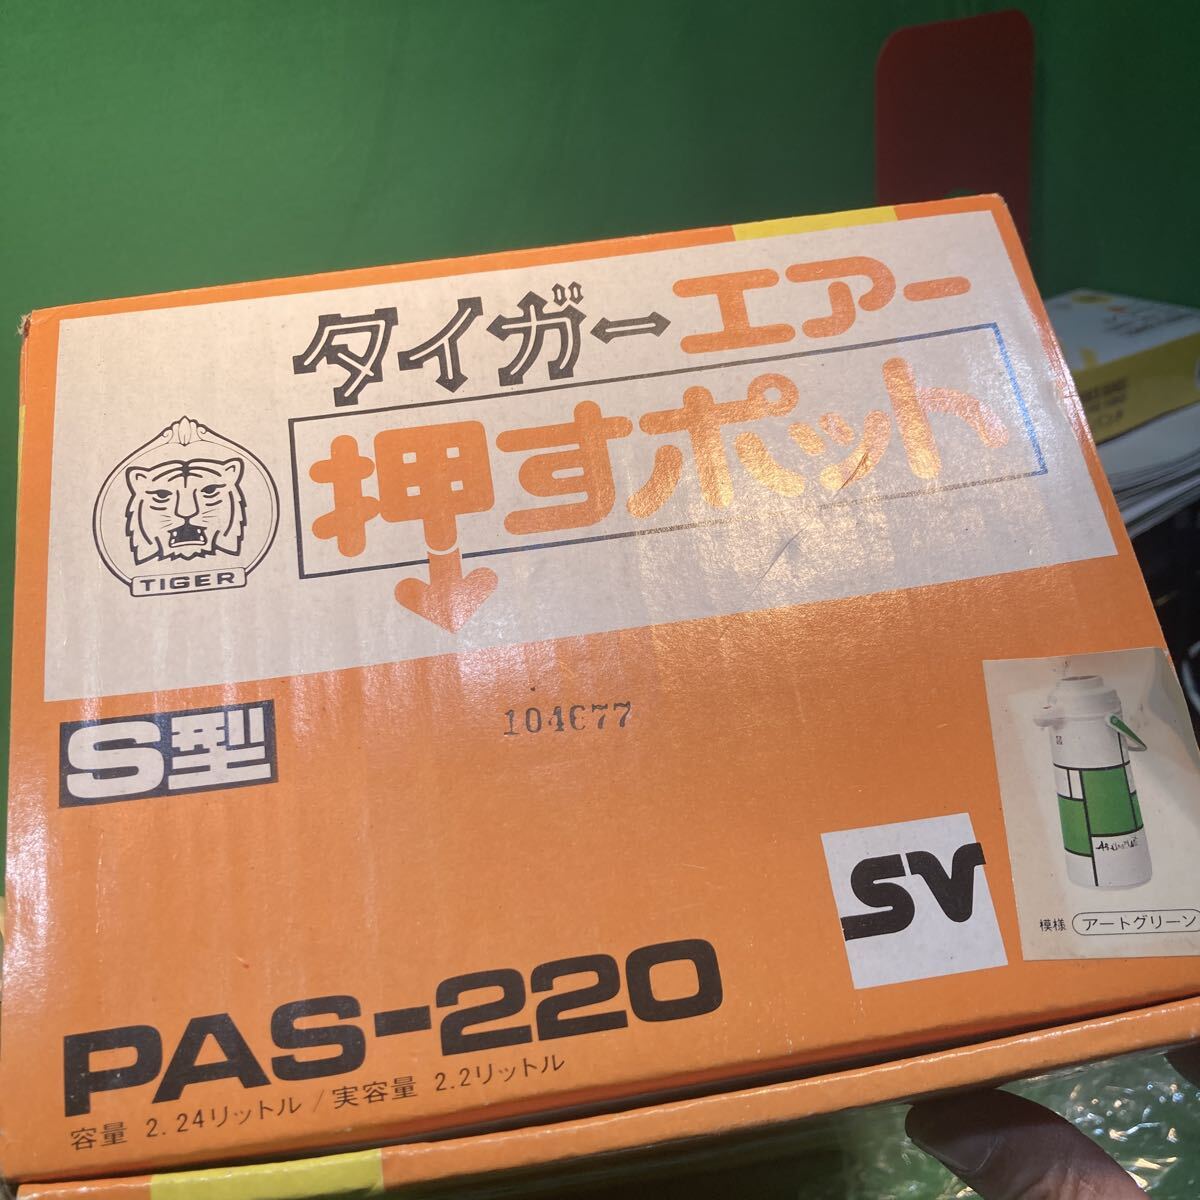 タイガーエアー
押すポット
TIGER
S型
104677
SV
模様 アートグリーン
PAS-220
容量 2.24リットル / 実容量 2.2リットル